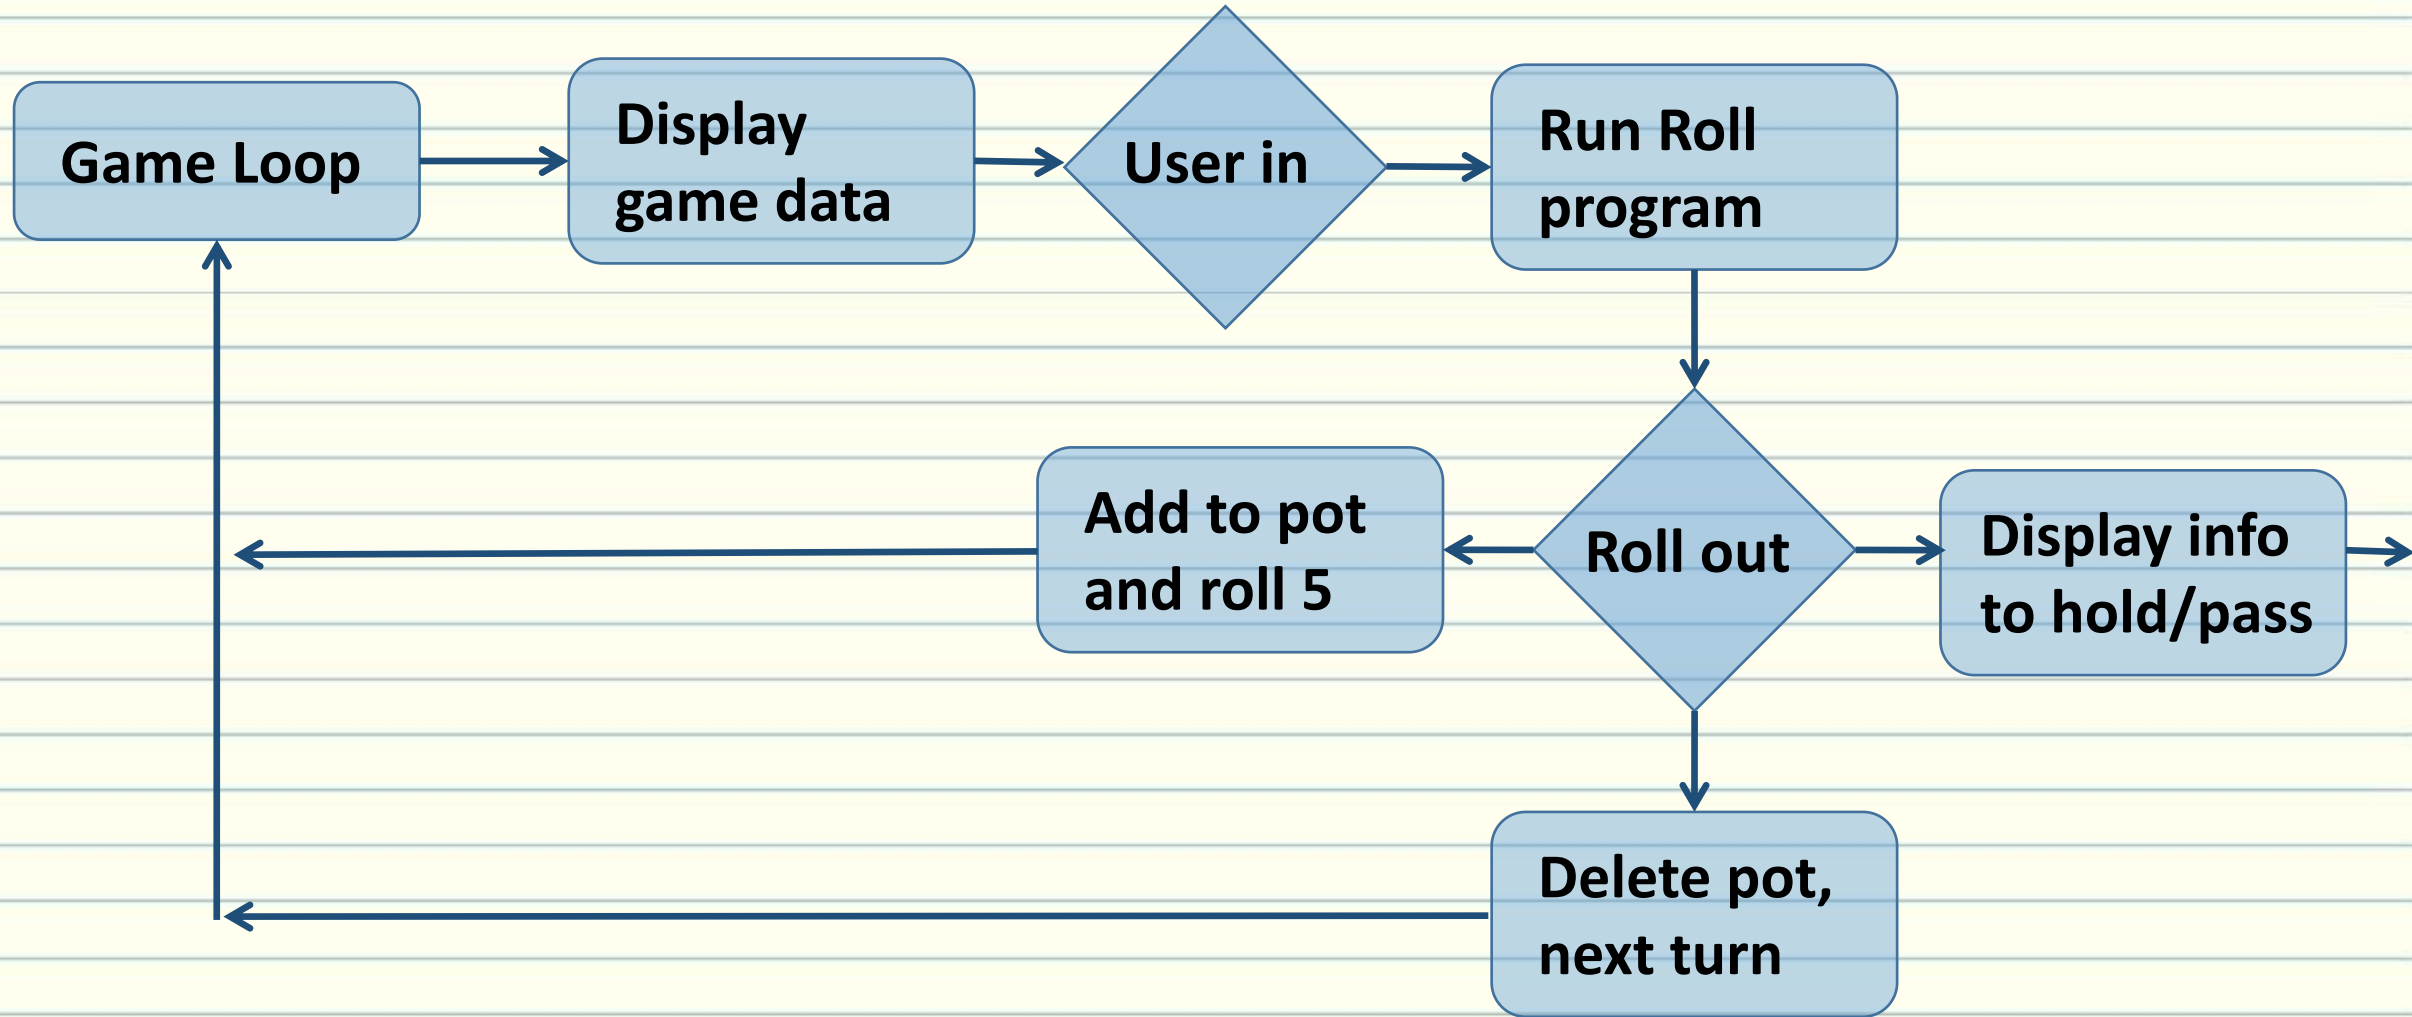 Game Loop
Display
game data
User in
Run Roll
program
Add to pot
and roll 5
Roll out
Display info
to hold/pass
Delete pot,
next turn